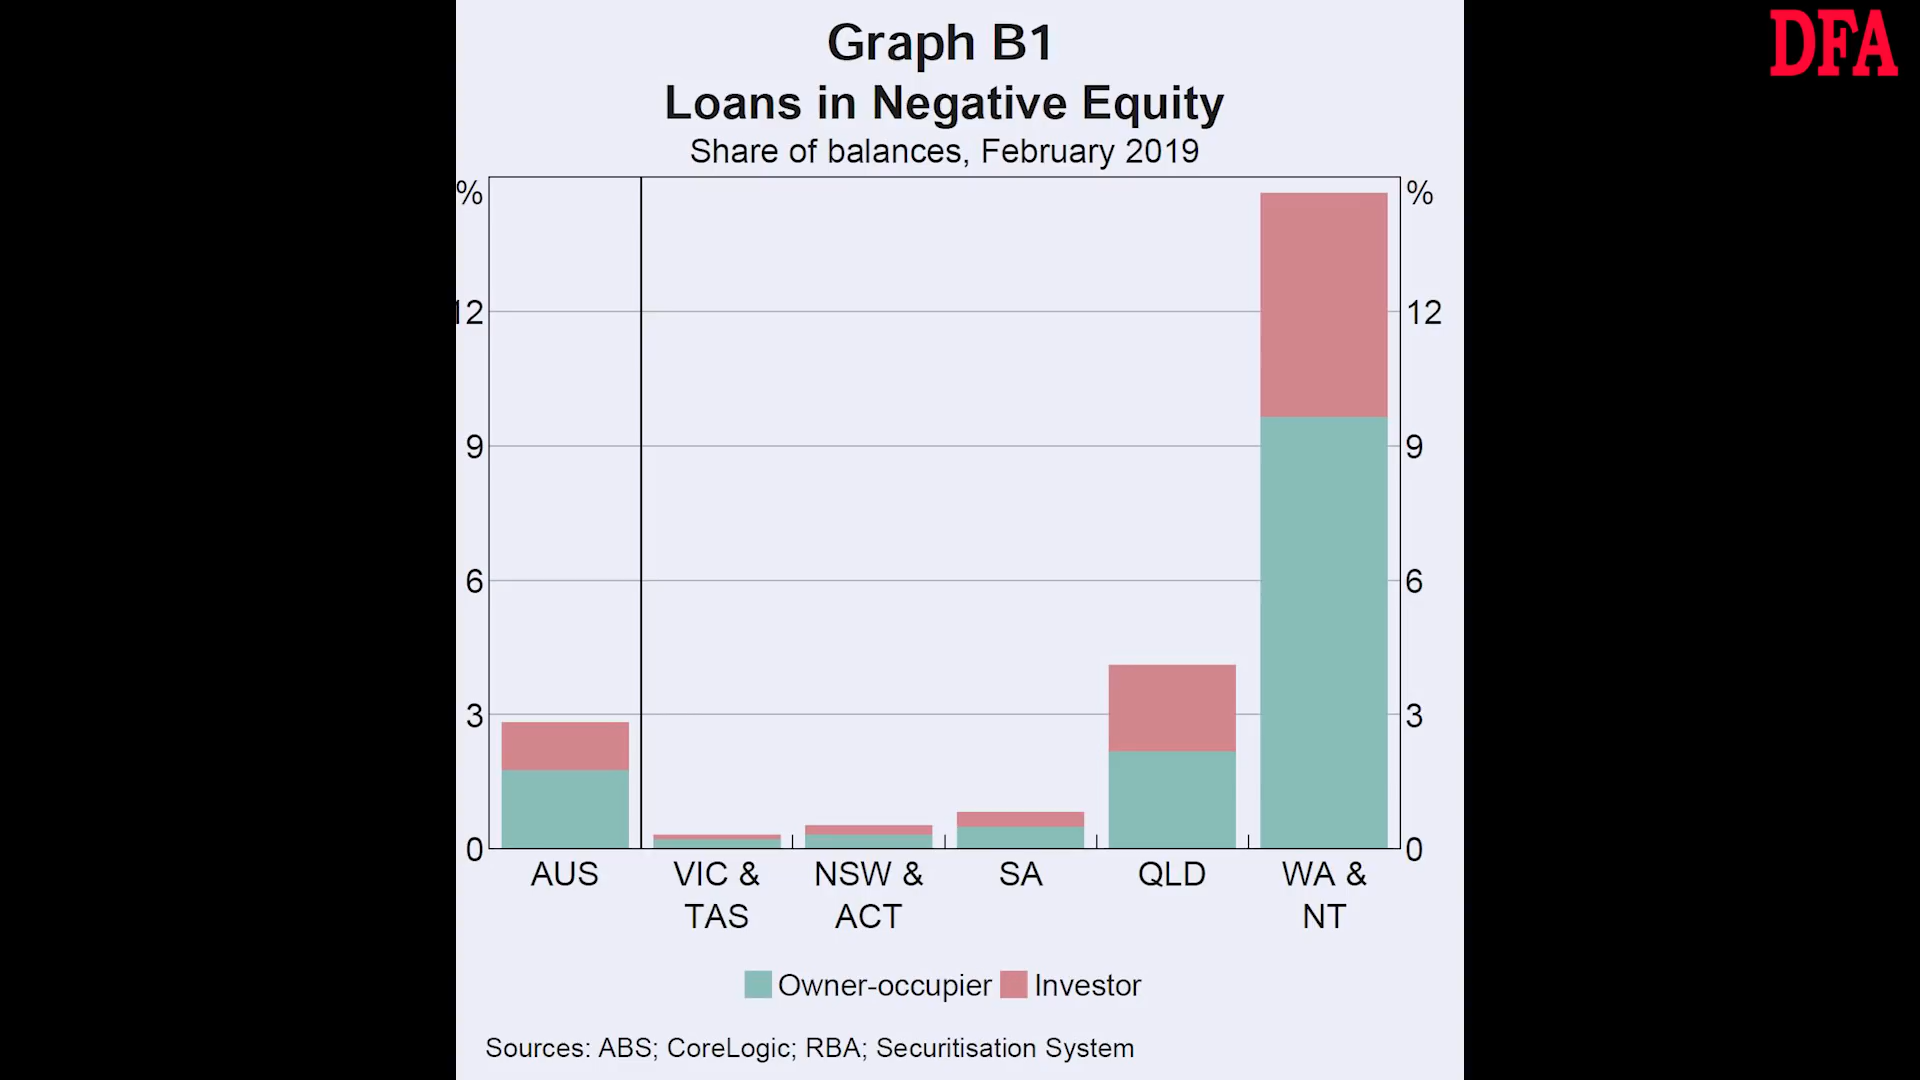 DFA
Graph B1
Loans in Negative Equity
Share of balances, February 2019
% %
12 12
9 9
6 6
3 3
0 0
AUS VIC & NSW & SA QLD WA &
TAS ACT NT
Owner-occupier Investor
Sources: ABS; CoreLogic; RBA; Securitisation System